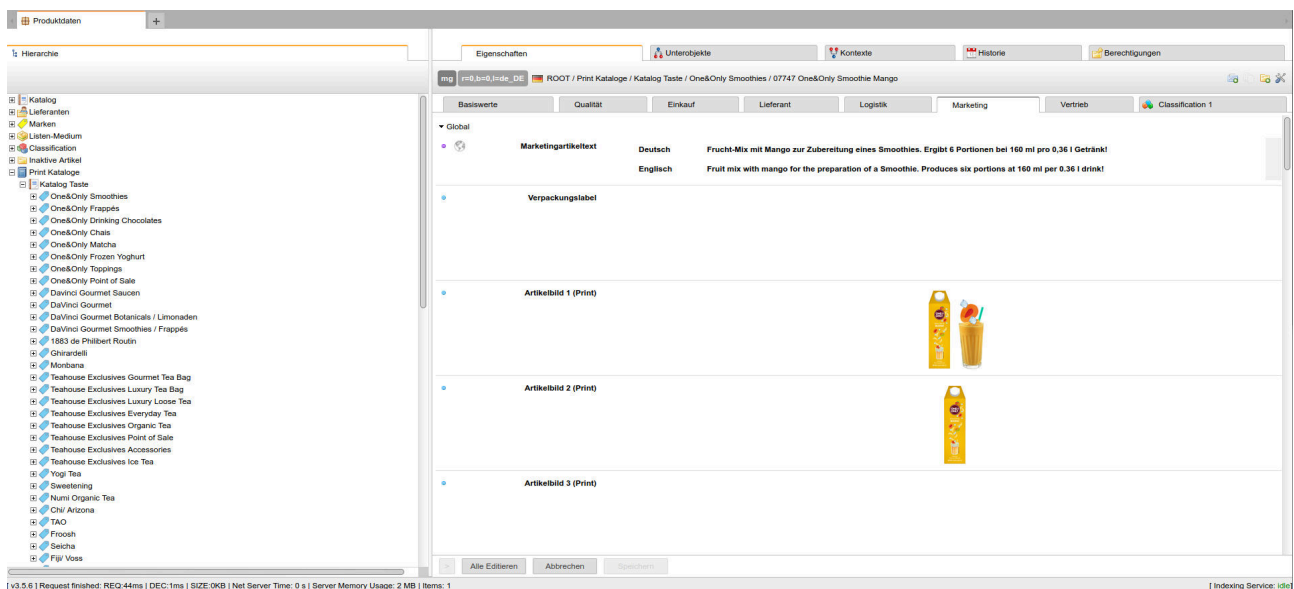 Produktdaten
+
Hierarchie
Eigenschaften
Unterobjekte
Kontexte
Historie
Berechtigungen
mg r=0,b=0,l=de_DE ROOT / Print Kataloge / Katalog Taste / One&Only Smoothies / 07747 One&Only Smoothie Mango
Basiswerte
Qualität
Einkauf
Lieferant
Logistik
Marketing
Vertrieb
Classification 1
Katalog
Lieferanten
Marken
Listen-Medium
Classification
Inaktive Artikel
Print Kataloge
Katalog Taste
One&Only Smoothies
One&Only Frappés
One&Only Drinking Chocolates
One&Only Chais
One&Only Matcha
One&Only Frozen Yoghurt
One&Only Toppings
One&Only Point of Sale
Davinci Gourmet Saucen
DaVinci Gourmet
DaVinci Gourmet Botanicals / Limonaden
DaVinci Gourmet Smoothies / Frappés
1883 de Philibert Routin
Ghirardelli
Monbana
Teahouse Exclusives Gourmet Tea Bag
Teahouse Exclusives Luxury Tea Bag
Teahouse Exclusives Luxury Loose Tea
Teahouse Exclusives Everyday Tea
Teahouse Exclusives Organic Tea
Teahouse Exclusives Point of Sale
Teahouse Exclusives Accessories
Teahouse Exclusives Ice Tea
Yogi Tea
Sweetening
Numi Organic Tea
Chi/ Arizona
TAO
Froosh
Seicha
Fiji/ Voss
Global
Marketingartikeltext
Deutsch Frucht-Mix mit Mango zur Zubereitung eines Smoothies. Ergibt 6 Portionen bei 160 ml pro 0,36 l Getränk!
Englisch Fruit mix with mango for the preparation of a Smoothie. Produces six portions at 160 ml per 0.36 l drink!
Verpackungslabel
Artikelbild 1 (Print)
Artikelbild 2 (Print)
Artikelbild 3 (Print)
Alle Editieren
Abbrechen
Speichern
[ v3.5.6 ] Request finished: REQ:44ms | DEC:1ms | SIZE:0KB | Net Server Time: 0 s | Server Memory Usage: 2 MB | Items: 1
[ Indexing Service: idle]